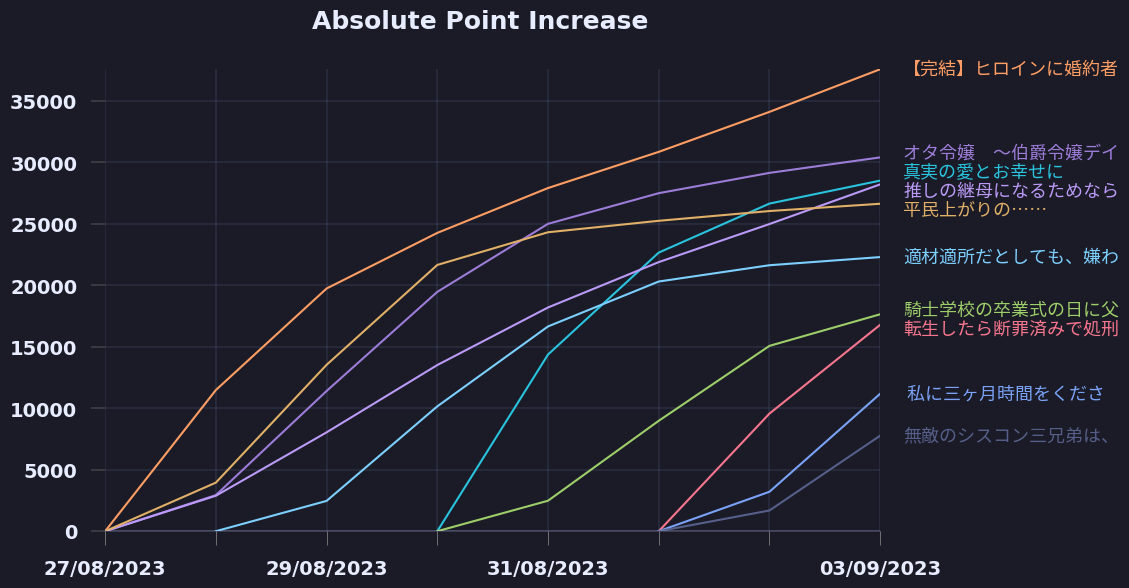 Absolute Point Increase
35000
30000
25000
20000
15000
10000
5000
0
27/08/2023
29/08/2023
31/08/2023
03/09/2023
【完結】ヒロインに婚約者
オタ令嬢　～伯爵令嬢デイ
真実の愛とお幸せに
推しの継母になるためなら
平民上がりの……
適材適所だとしても、嫌わ
騎士学校の卒業式の日に父
転生したら断罪済みで処刑
私に三ヶ月時間をくださ
無敵のシスコン三兄弟は、